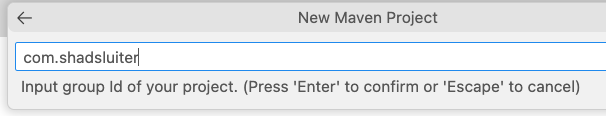 New Maven Project
com.shadsluiter
Input group Id of your project. (Press 'Enter' to confirm or 'Escape' to cancel)